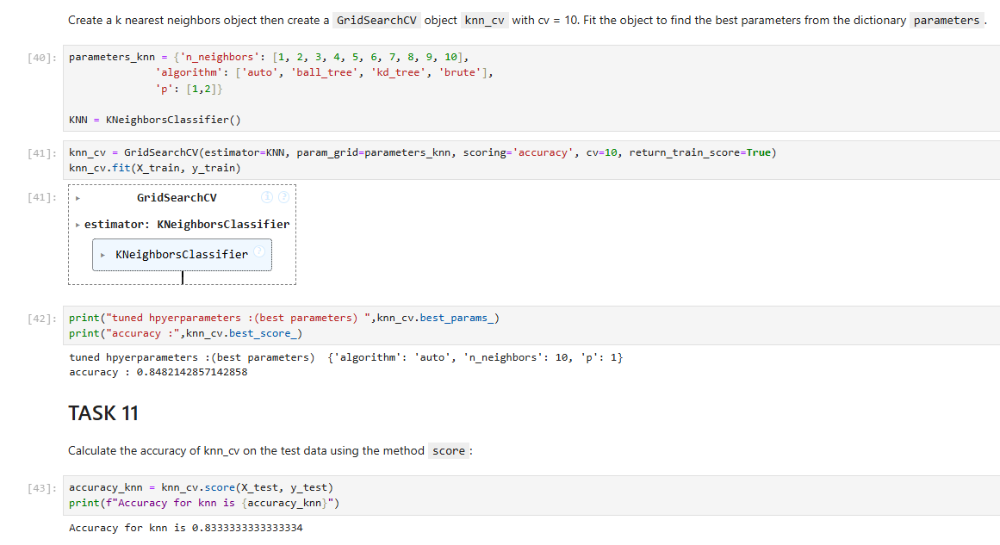 Create a k nearest neighbors object then create a GridSearchCV object knn_cv with cv = 10. Fit the object to find the best parameters from the dictionary parameters .
[40]: parameters_knn = {'n_neighbors': [1, 2, 3, 4, 5, 6, 7, 8, 9, 10],
'algorithm': ['auto', 'ball_tree', 'kd_tree', 'brute'],
'p': [1,2]}
KNN = KNeighborsClassifier()
[41]: knn_cv = GridSearchCV(estimator=KNN, param_grid=parameters_knn, scoring='accuracy', cv=10, return_train_score=True)
knn_cv.fit(X_train, y_train)
[41]: ▸ GridSearchCV i ?
▸ estimator: KNeighborsClassifier
▸ KNeighborsClassifier ?
[42]: print("tuned hpyerparameters :(best parameters) ",knn_cv.best_params_)
print("accuracy :",knn_cv.best_score_)
tuned hpyerparameters :(best parameters)  {'algorithm': 'auto', 'n_neighbors': 10, 'p': 1}
accuracy : 0.8482142857142858
TASK 11
Calculate the accuracy of knn_cv on the test data using the method score :
[43]: accuracy_knn = knn_cv.score(X_test, y_test)
print(f"Accuracy for knn is {accuracy_knn}")
Accuracy for knn is 0.8333333333333334